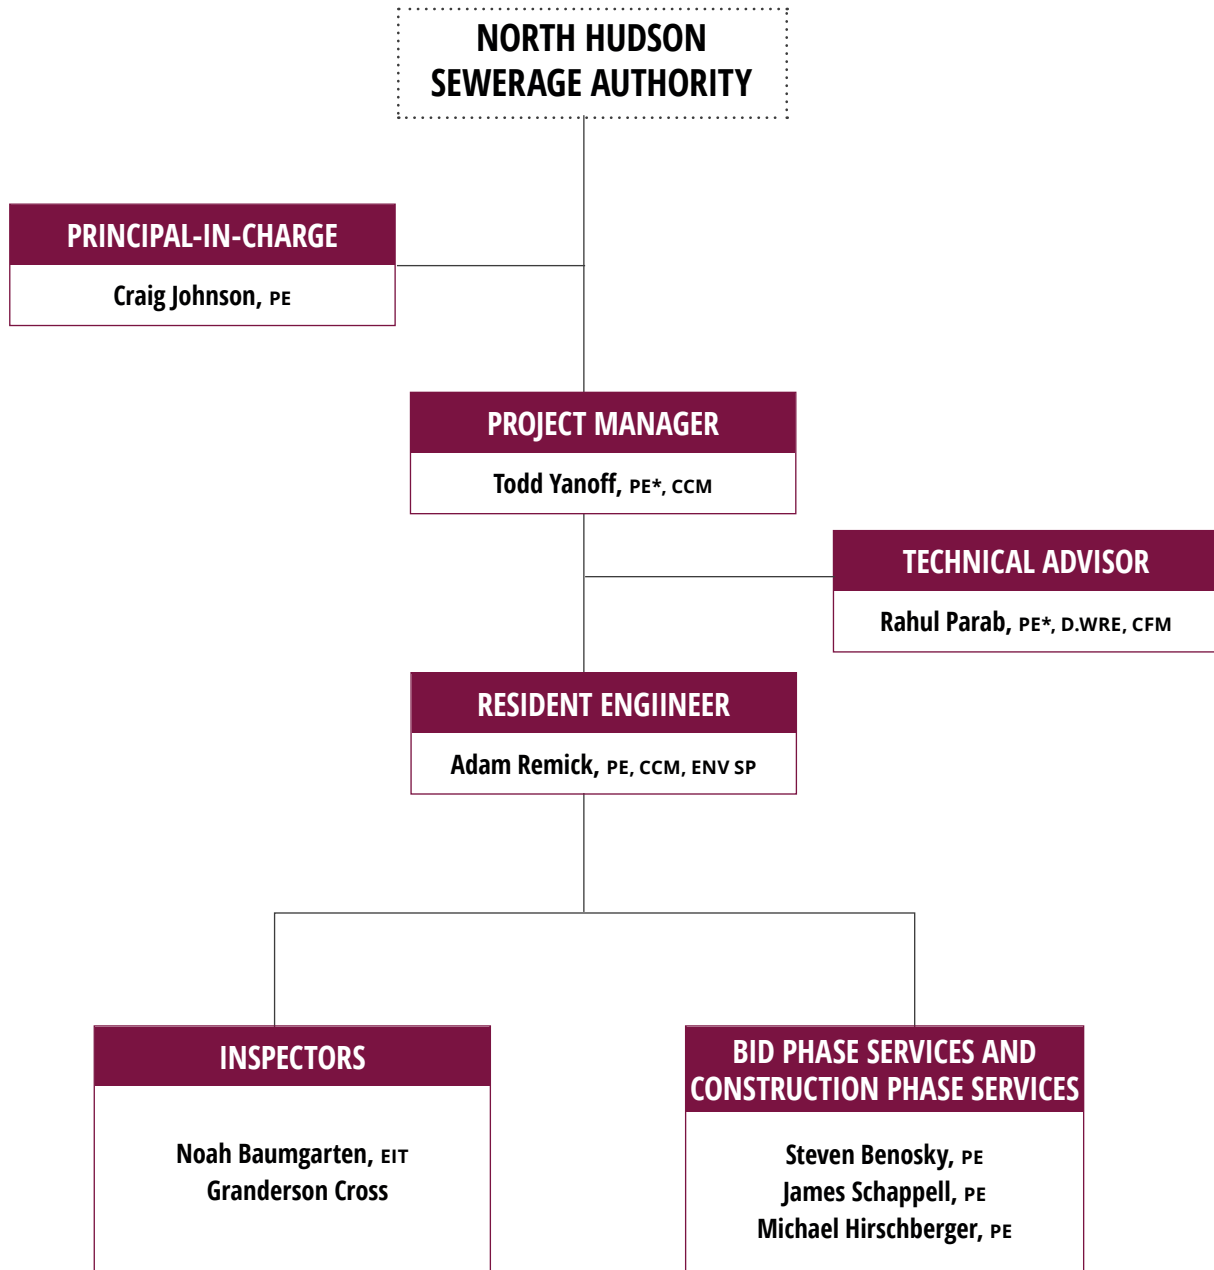 NORTH HUDSON
SEWERAGE AUTHORITY
PRINCIPAL-IN-CHARGE
Craig Johnson, PE
PROJECT MANAGER
Todd Yanoff, PE*, CCM
TECHNICAL ADVISOR
Rahul Parab, PE*, D.WRE, CFM
RESIDENT ENGIINEER
Adam Remick, PE, CCM, ENV SP
INSPECTORS
Noah Baumgarten, EIT
Granderson Cross
BID PHASE SERVICES AND
CONSTRUCTION PHASE SERVICES
Steven Benosky, PE
James Schappell, PE
Michael Hirschberger, PE